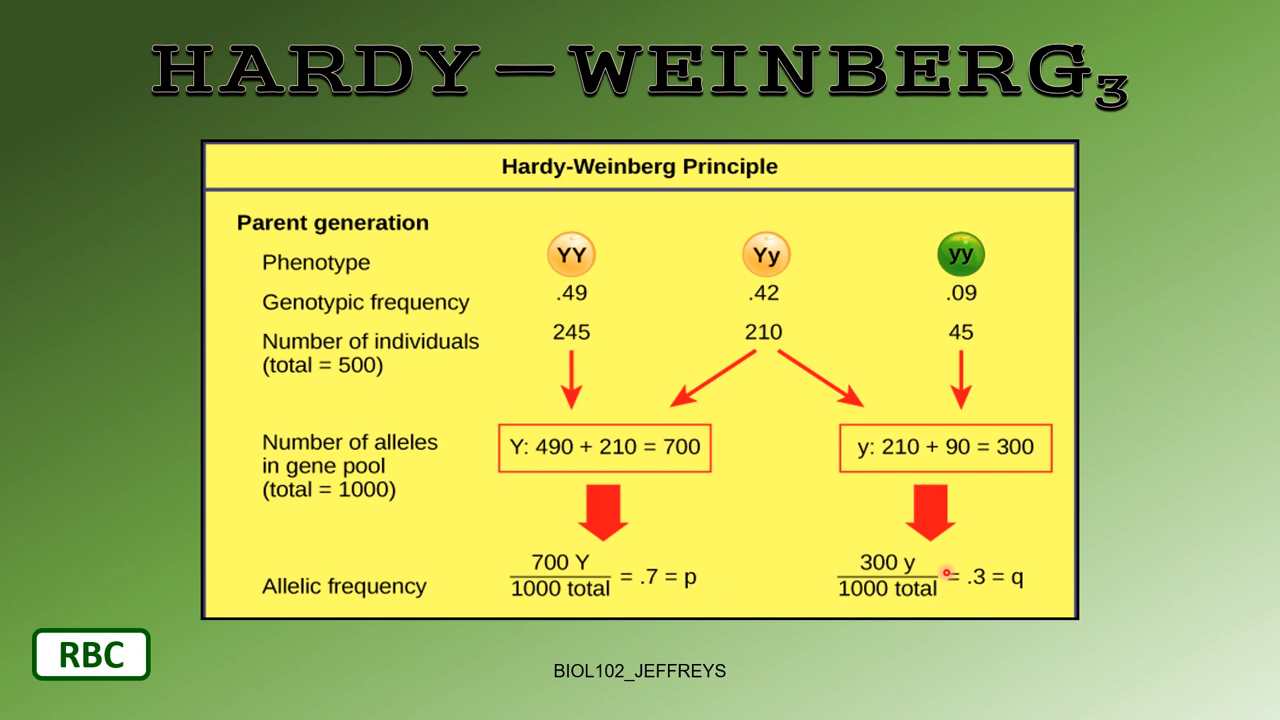 HARDY—WEINBERG3
Hardy-Weinberg Principle
Parent generation
Phenotype YY Yy yy
Genotypic frequency .49 .42 .09
Number of individuals 245 210 45
(total = 500)
Number of alleles
in gene pool
(total = 1000)
Y: 490 + 210 = 700 y: 210 + 90 = 300
Allelic frequency
700 Y
1000 total = .7 = p
300 y
1000 total = .3 = q
RBC
BIOL102_JEFFREYS